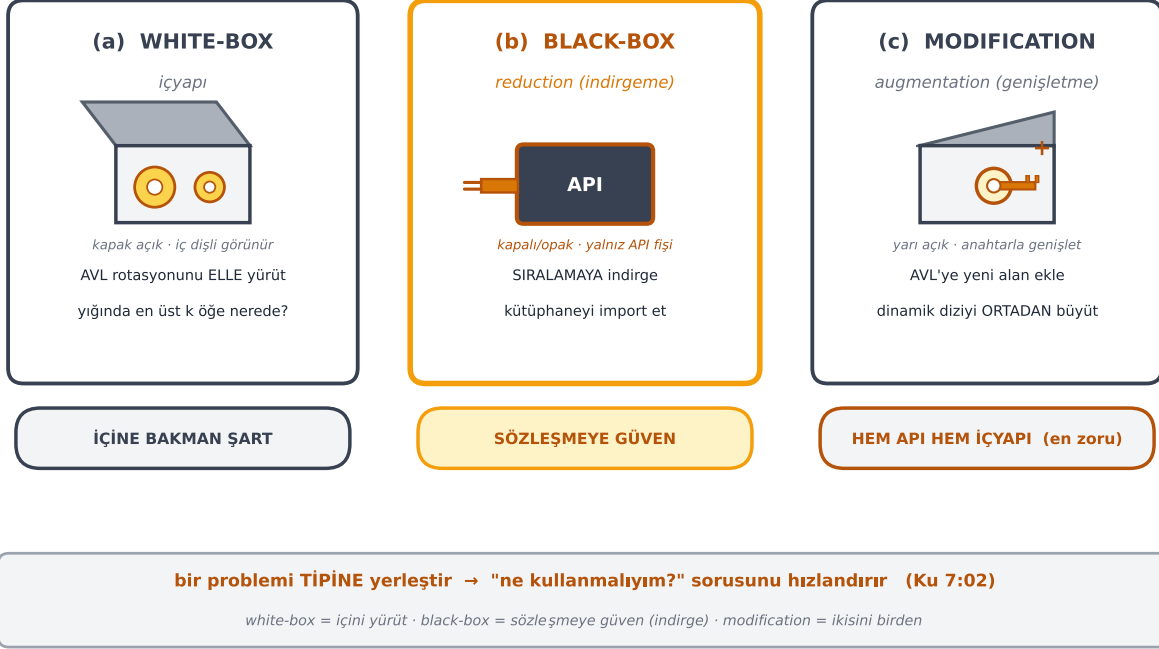 (a)  WHITE-BOX
içyapı
kapak açık · iç dişli görünür
AVL rotasyonunu ELLE yürüt
yığında en üst k öğe nerede?
İÇİNE BAKMAN ŞART
(b)  BLACK-BOX
reduction (indirgeme)
API
kapalı/opak · yalnız API fişi
SIRALAMAYA indirge
kütüphaneyi import et
SÖZLEŞMEYE GÜVEN
(c)  MODIFICATION
augmentation (genişletme)
+
yarı açık · anahtarla genişlet
AVL'ye yeni alan ekle
dinamik diziyi ORTADAN büyüt
HEM API HEM İÇYAPI  (en zoru)
bir problemi TİPİNE yerleştir  →  "ne kullanmalıyım?" sorusunu hızlandırır   (Ku 7:02)
white-box = içini yürüt · black-box = sözleşmeye güven (indirge) · modification = ikisini birden